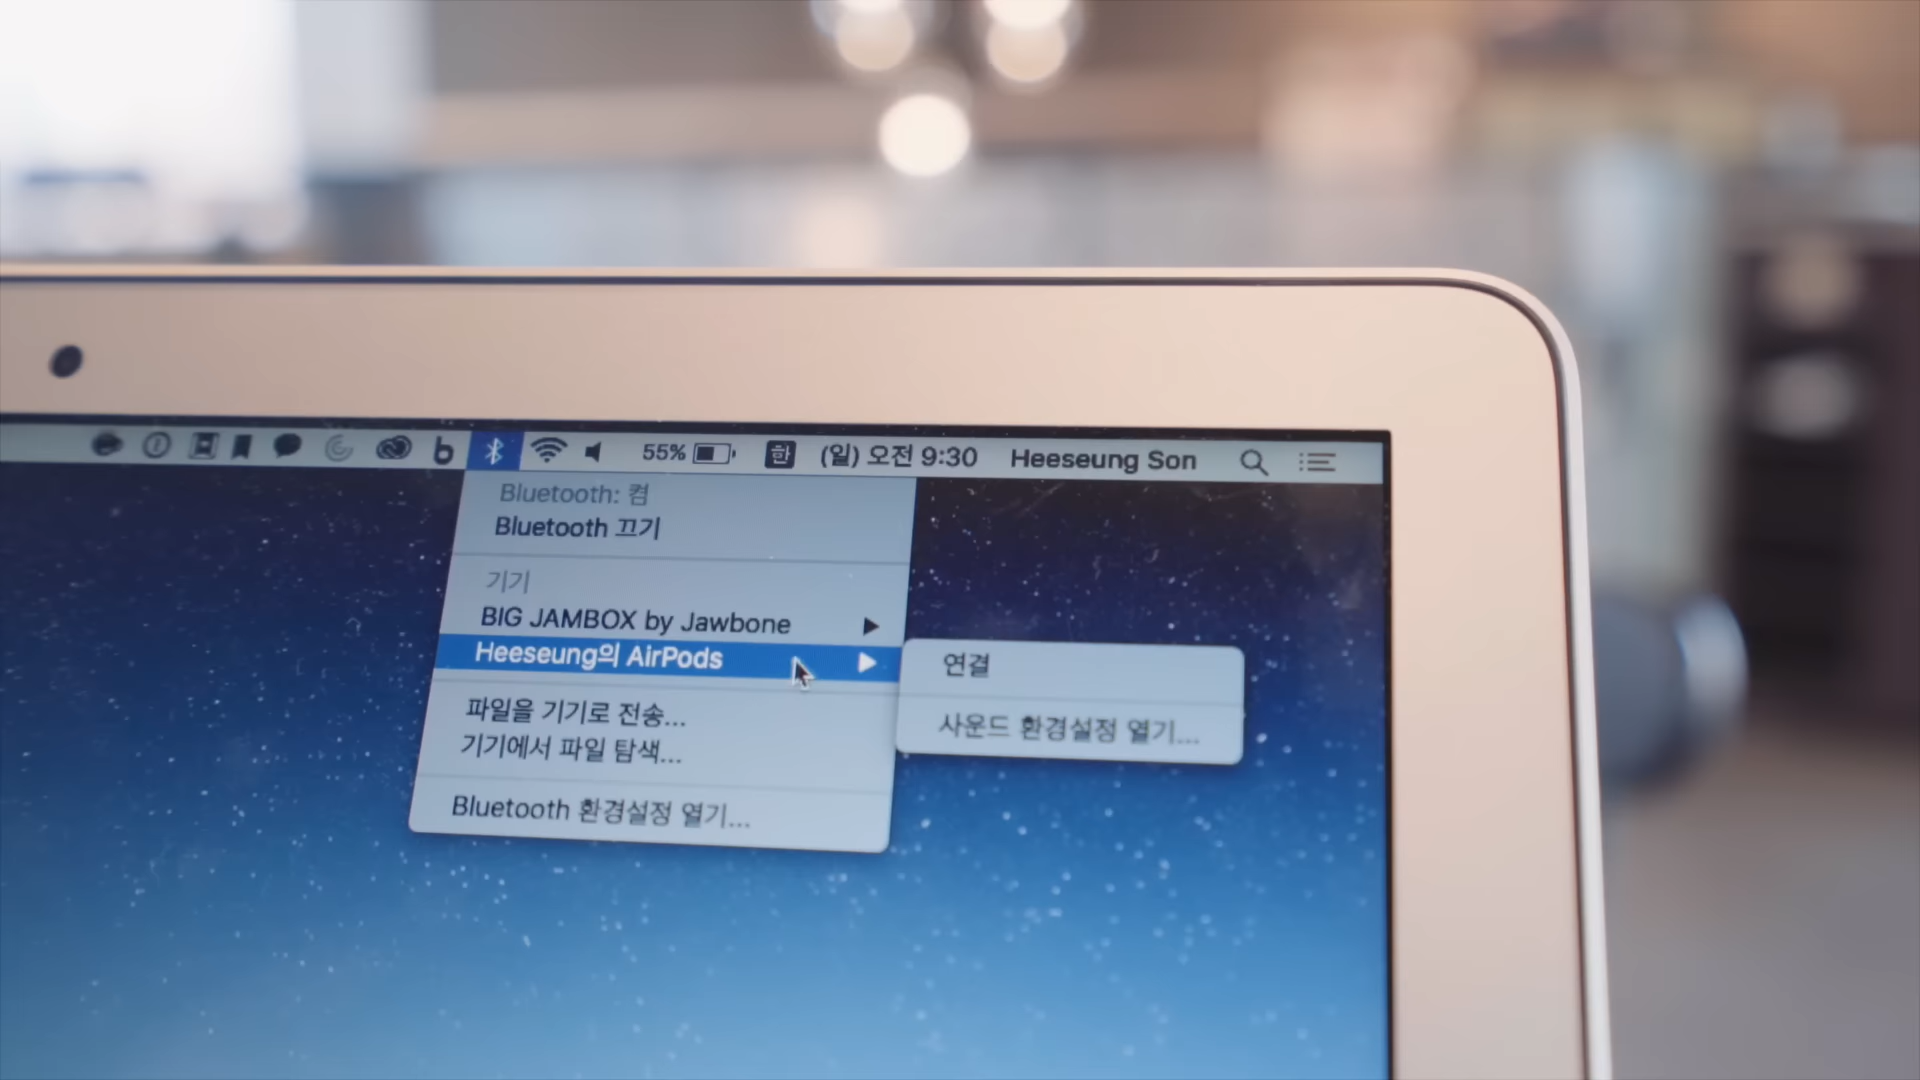 55% 한 (일) 오전 9:30 Heeseung Son
Bluetooth: 켬
Bluetooth 끄기
기기
BIG JAMBOX by Jawbone
Heeseung의 AirPods
연결
사운드 환경설정 열기...
파일을 기기로 전송...
기기에서 파일 탐색...
Bluetooth 환경설정 열기...